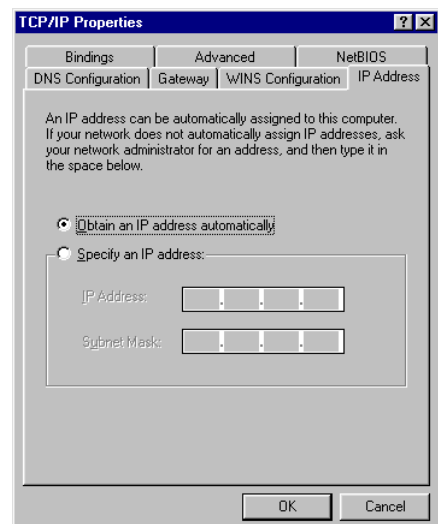 TCP/IP Properties
Bindings Advanced NetBIOS
DNS Configuration Gateway WINS Configuration IP Address
An IP address can be automatically assigned to this computer.
If your network does not automatically assign IP addresses, ask
your network administrator for an address, and then type it in
the space below.
Obtain an IP address automatically
Specify an IP address:
IP Address:
Subnet Mask:
OK Cancel